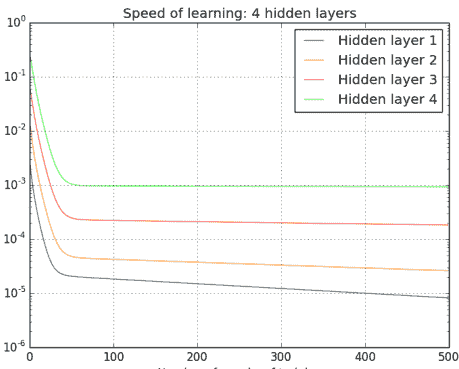 Speed of learning: 4 hidden layers
10^0
Hidden layer 1
Hidden layer 2
Hidden layer 3
Hidden layer 4
10^-1
10^-2
10^-3
10^-4
10^-5
10^-6
0 100 200 300 400 500